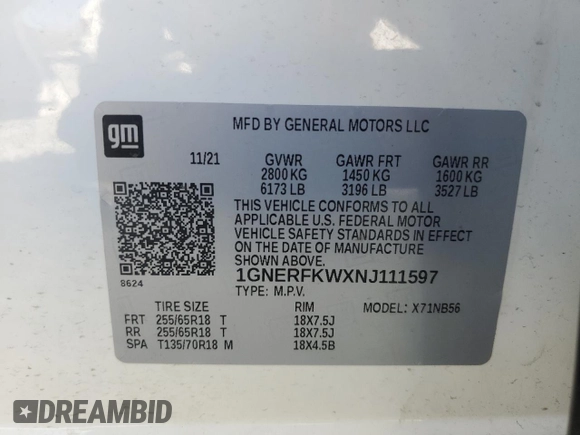 gm
MFD BY GENERAL MOTORS LLC
11/21 GVWR GAWR FRT GAWR RR
2800 KG 1450 KG 1600 KG
6173 LB 3196 LB 3527 LB
THIS VEHICLE CONFORMS TO ALL
APPLICABLE U.S. FEDERAL MOTOR
VEHICLE SAFETY STANDARDS IN EFFECT
ON THE DATE OF MANUFACTURE
SHOWN ABOVE.
8624
1GNERFKWXNJ111597
TYPE: M.P.V. MODEL: X71NB56
TIRE SIZE RIM
FRT 255/65R18 T 18X7.5J
RR 255/65R18 T 18X7.5J
SPA T135/70R18 M 18X4.5B
DREAMBID